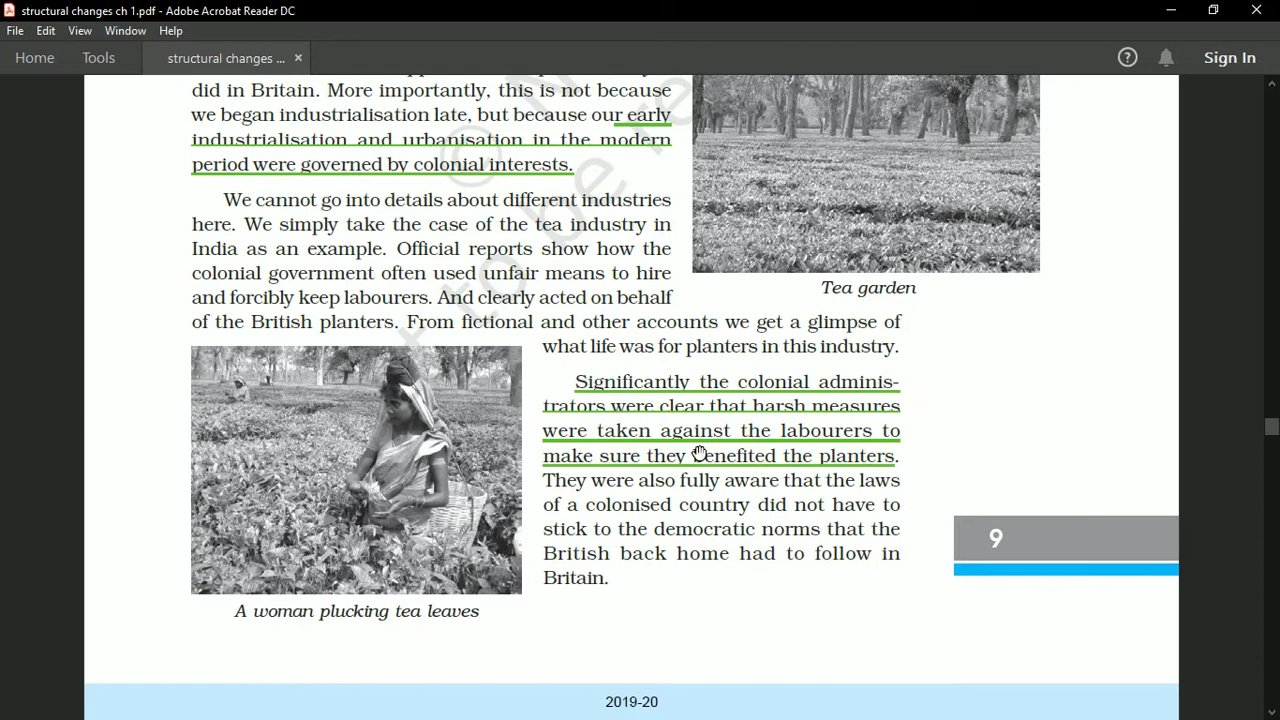 structural changes ch 1.pdf - Adobe Acrobat Reader DC
File Edit View Window Help
Home Tools structural changes ... × Sign In
did in Britain. More importantly, this is not because
we began industrialisation late, but because our early
industrialisation and urbanisation in the modern
period were governed by colonial interests.
We cannot go into details about different industries
here. We simply take the case of the tea industry in
India as an example. Official reports show how the
colonial government often used unfair means to hire
and forcibly keep labourers. And clearly acted on behalf
of the British planters. From fictional and other accounts we get a glimpse of
what life was for planters in this industry.
Tea garden
Significantly the colonial adminis-
trators were clear that harsh measures
were taken against the labourers to
make sure they benefited the planters.
They were also fully aware that the laws
of a colonised country did not have to
stick to the democratic norms that the
British back home had to follow in
Britain.
A woman plucking tea leaves
9
2019-20